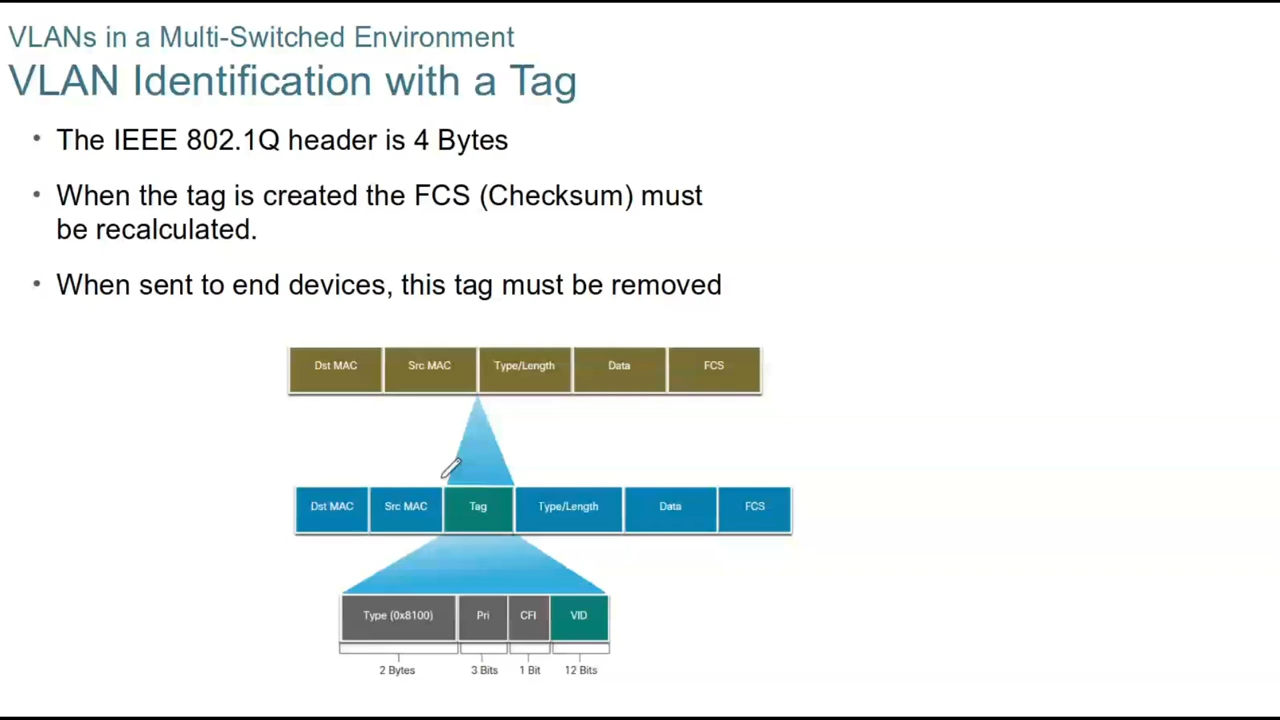 VLANs in a Multi-Switched Environment
VLAN Identification with a Tag
• The IEEE 802.1Q header is 4 Bytes
• When the tag is created the FCS (Checksum) must
be recalculated.
• When sent to end devices, this tag must be removed
Dst MAC Src MAC Type/Length Data FCS
Dst MAC Src MAC Tag Type/Length Data FCS
Type (0x8100) Pri CFI VID
2 Bytes 3 Bits 1 Bit 12 Bits